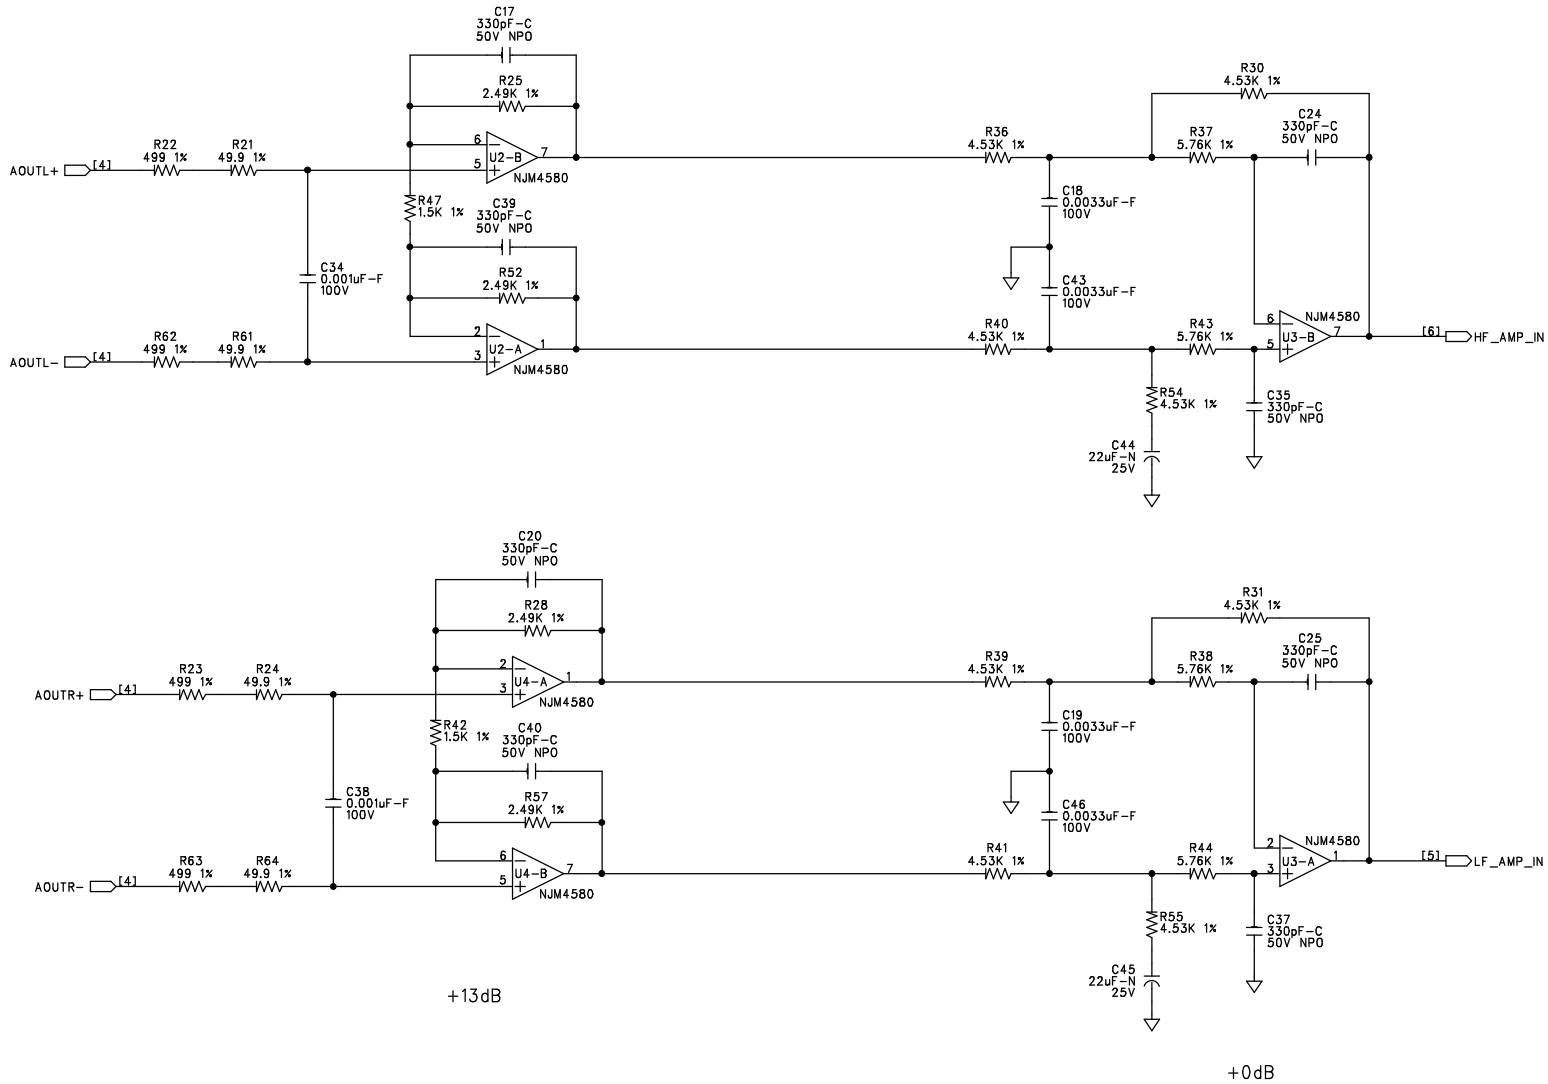 C17
330pF-C
50V NPO
R25
2.49K 1%
R30
4.53K 1%
R22
499 1%
R21
49.9 1%
AOUTL+
[4]
6
5
U2-B
7
NJM4580
R36
4.53K 1%
R37
5.76K 1%
C24
330pF-C
50V NPO
R47
1.5K 1%
C39
330pF-C
50V NPO
C18
0.0033uF-F
100V
C34
0.001uF-F
100V
R52
2.49K 1%
C43
0.0033uF-F
100V
R62
499 1%
R61
49.9 1%
AOUTL-
[4]
2
3
U2-A
1
NJM4580
R40
4.53K 1%
R43
5.76K 1%
6
5
U3-B
NJM4580
7
[6]
HF_AMP_IN
R54
4.53K 1%
C35
330pF-C
50V NPO
C44
22uF-N
25V
C20
330pF-C
50V NPO
R28
2.49K 1%
R31
4.53K 1%
R23
499 1%
R24
49.9 1%
AOUTR+
[4]
2
3
U4-A
1
NJM4580
R39
4.53K 1%
R38
5.76K 1%
C25
330pF-C
50V NPO
R42
1.5K 1%
C40
330pF-C
50V NPO
C19
0.0033uF-F
100V
C38
0.001uF-F
100V
R57
2.49K 1%
C46
0.0033uF-F
100V
R63
499 1%
R64
49.9 1%
AOUTR-
[4]
6
5
U4-B
7
NJM4580
R41
4.53K 1%
R44
5.76K 1%
2
3
U3-A
NJM4580
1
[5]
LF_AMP_IN
R55
4.53K 1%
C37
330pF-C
50V NPO
C45
22uF-N
25V
+13dB
+0dB